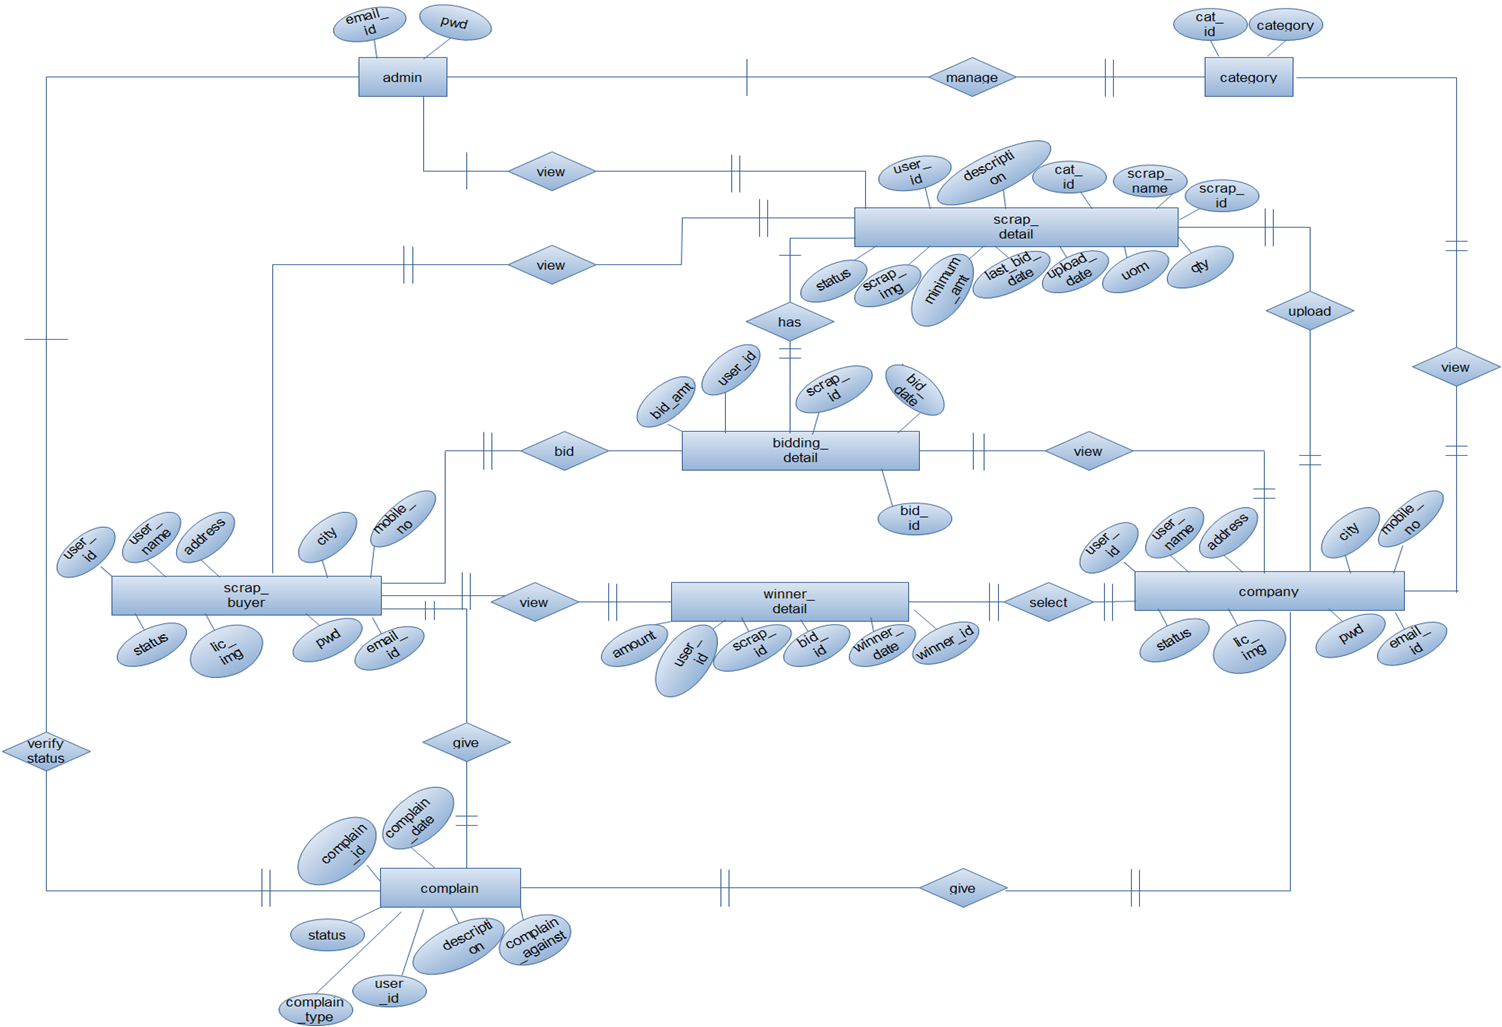 email_
id
pwd
cat_
id
category
admin
manage
category
view
user_
id
descripti
on
cat_
id
scrap_
name
scrap_
id
scrap_
detail
view
status
scrap_
img
minimum
_amt
last_bid_
date
upload_
date
uom
qty
has
upload
view
bid_amt
user_id
scrap_
id
bid_
date
bidding_
detail
bid
view
bid_
id
user_
id
user_
name
address
city
mobile_
no
user_
id
user_
name
address
city
mobile_
no
scrap_
buyer
view
winner_
detail
select
company
status
lic_
img
pwd
email_
id
amount
user_
id
scrap_
id
bid_
id
winner_
date
winner_id
status
lic_
img
pwd
email_
id
verify
status
give
complain
_id
complain
_date
complain
give
status
descripti
on
complain
_against
complain
_type
user
_id